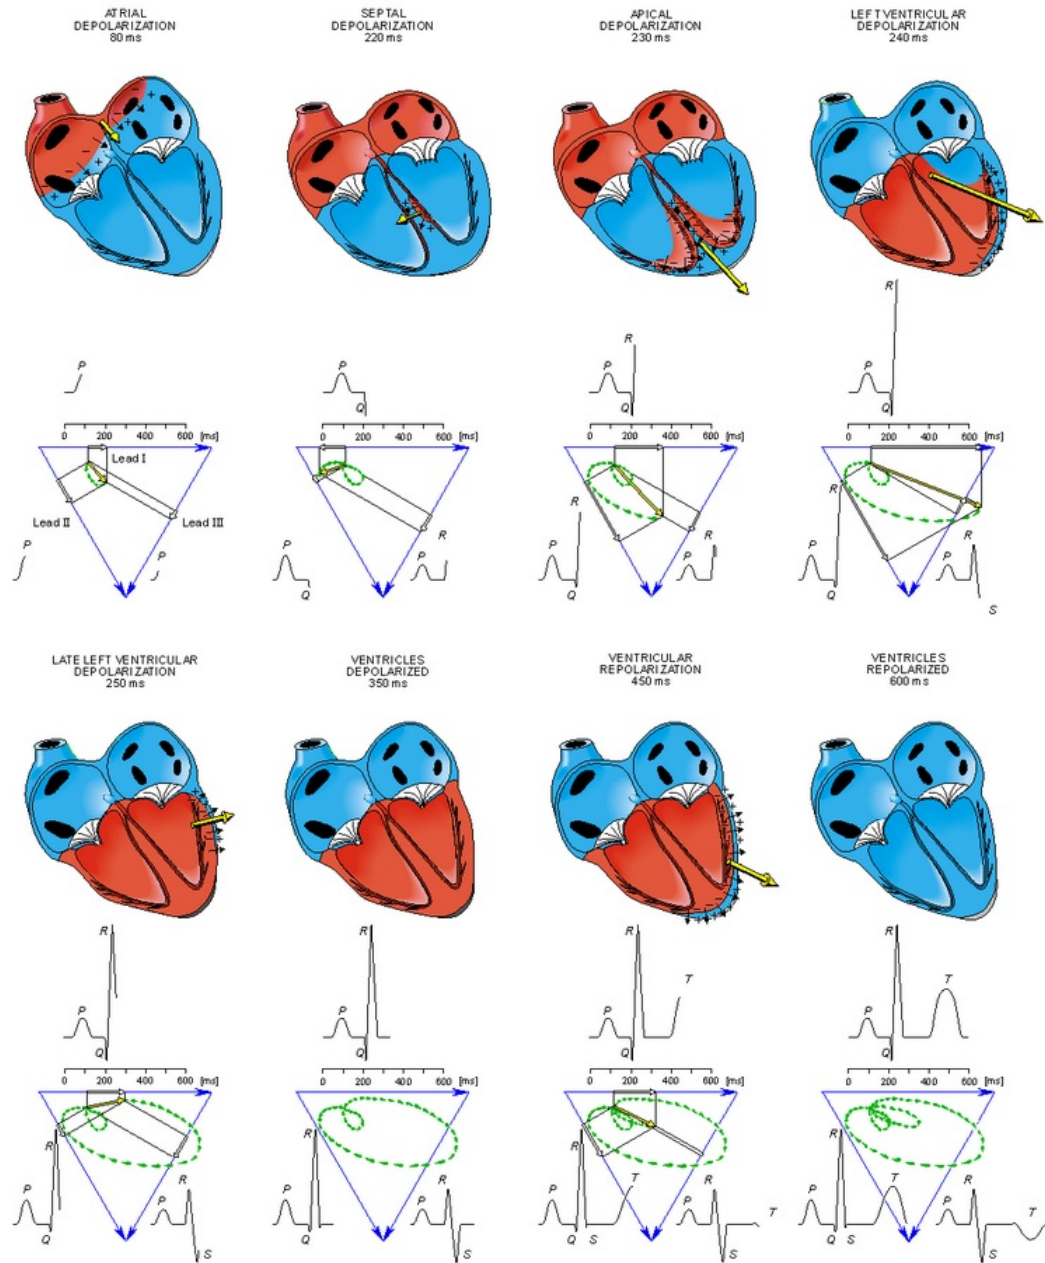 ATRIAL
DEPOLARIZATION
80 ms
SEPTAL
DEPOLARIZATION
220 ms
APICAL
DEPOLARIZATION
230 ms
LEFT VENTRICULAR
DEPOLARIZATION
240 ms
P
P
Q
P
R
Q
P
R
Q
0 200 400 600 [ms]
0 200 400 600 [ms]
0 200 400 600 [ms]
0 200 400 600 [ms]
Lead I
Lead II
Lead III
P
P
P
Q
P
R
P
R
Q
P
R
P
R
Q
P
R
S
LATE LEFT VENTRICULAR
DEPOLARIZATION
250 ms
VENTRICLES
DEPOLARIZED
350 ms
VENTRICULAR
REPOLARIZATION
450 ms
VENTRICLES
REPOLARIZED
600 ms
P
R
Q
P
R
Q
P
R
Q
T
P
R
Q
T
0 200 400 600 [ms]
0 200 400 600 [ms]
0 200 400 600 [ms]
0 200 400 600 [ms]
P
R
Q
P
R
S
P
R
Q
P
R
S
P
R
Q S
T
P
R
S
T
P
R
Q S
T
P
R
S
T